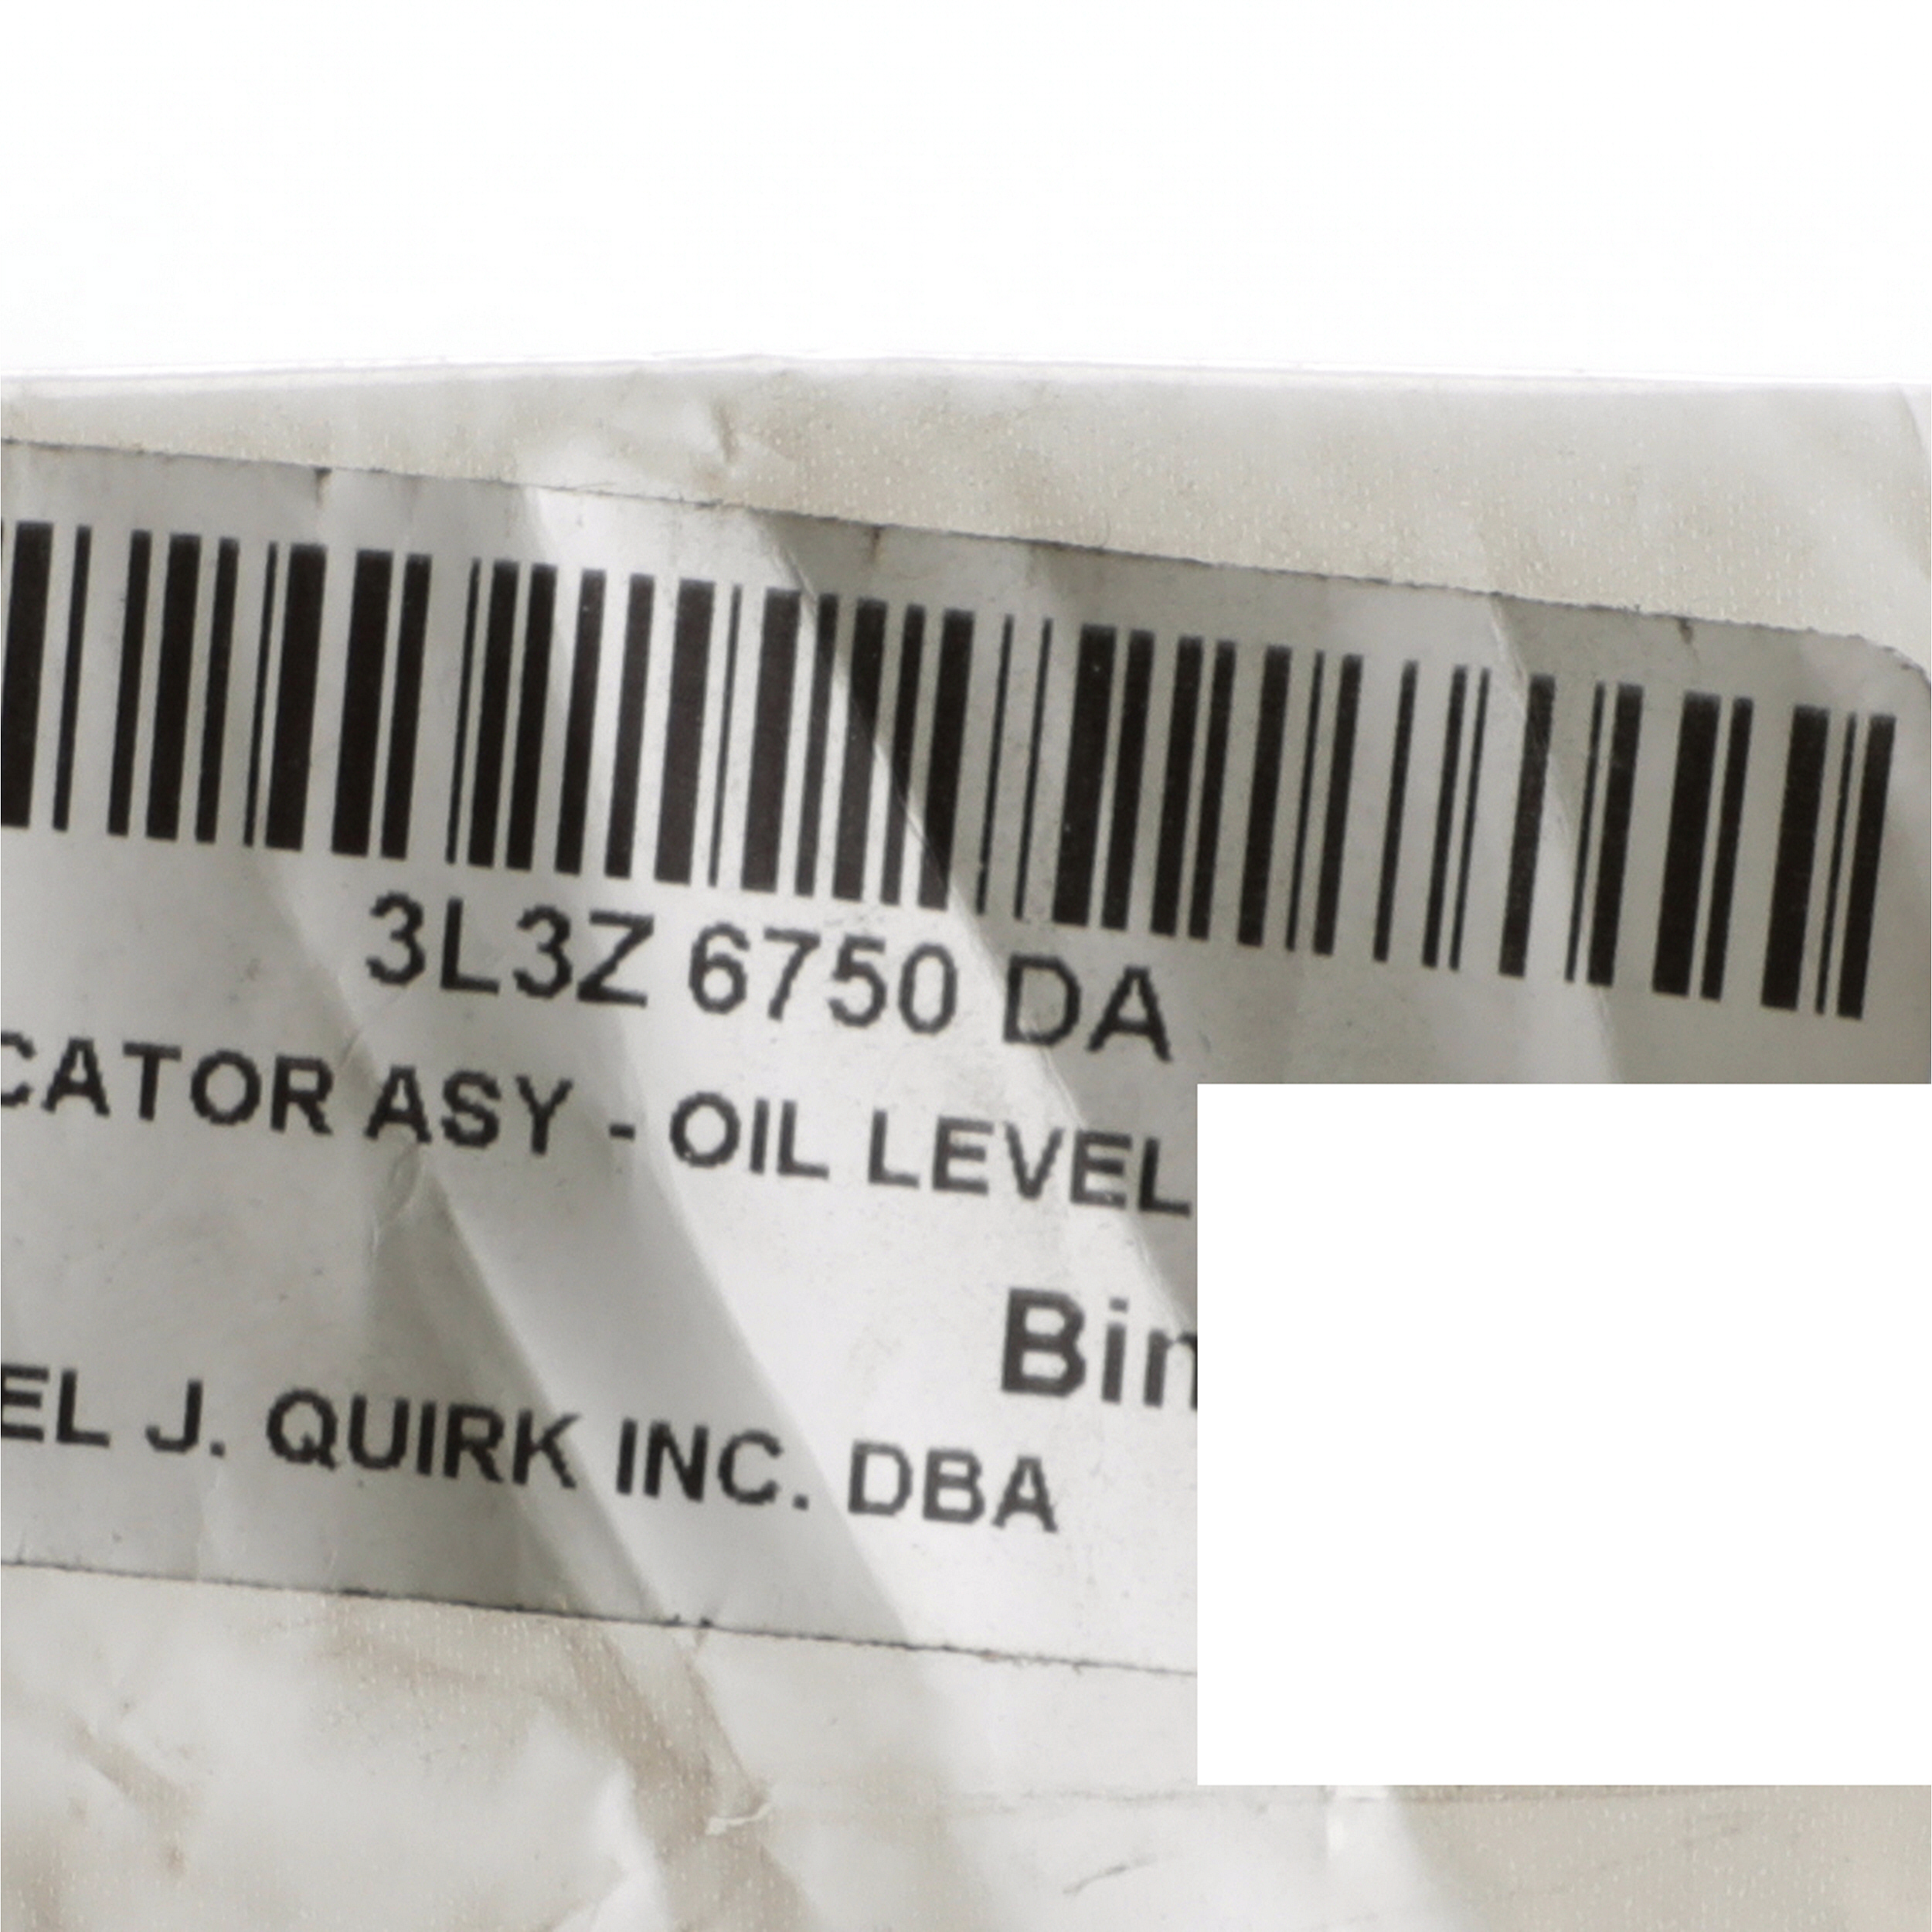 3L3Z 6750 DA
CATOR ASY - OIL LEVEL
Bin
EL J. QUIRK INC. DBA